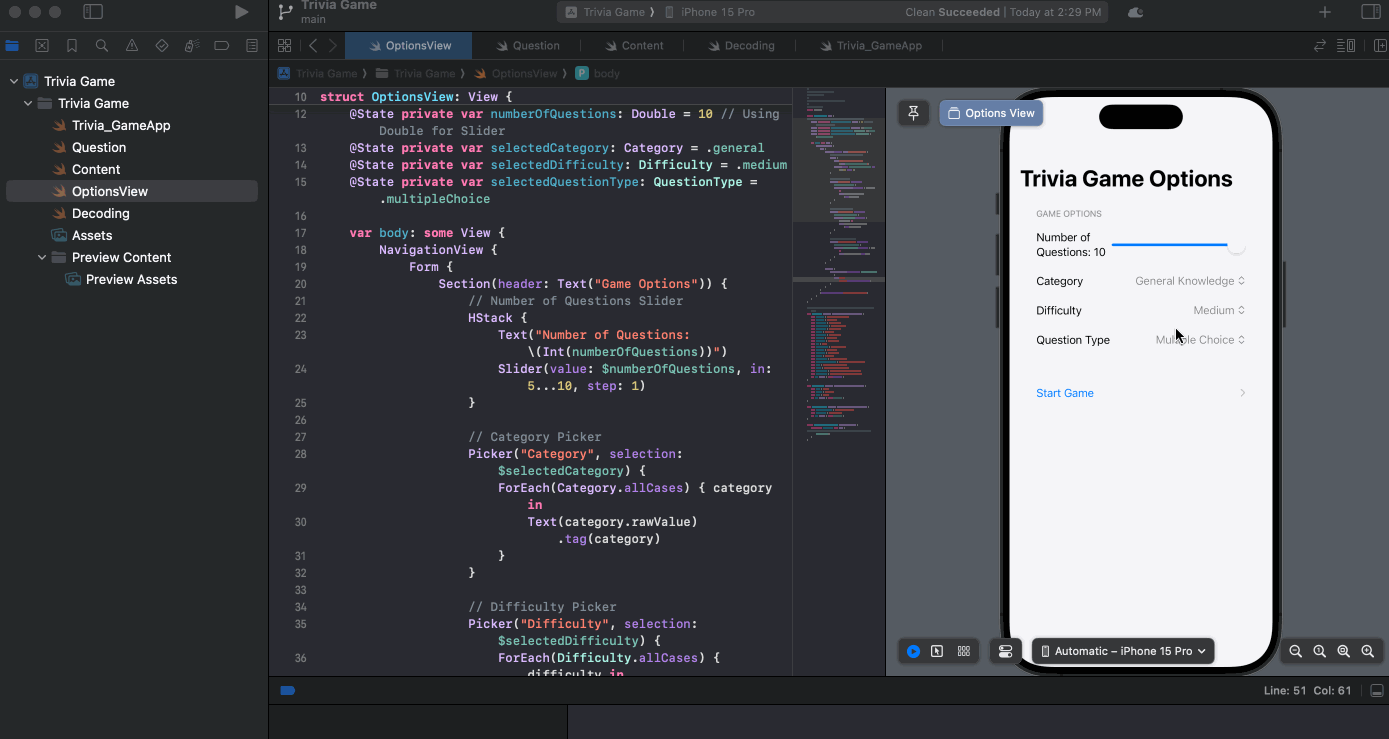 Trivia Game
main
Trivia Game
iPhone 15 Pro
Clean Succeeded | Today at 2:29 PM
OptionsView
Question
Content
Decoding
Trivia_GameApp
Trivia Game
Trivia Game
OptionsView
P body
Trivia Game
Trivia Game
Trivia_GameApp
Question
Content
OptionsView
Decoding
Assets
Preview Content
Preview Assets
10 struct OptionsView: View {
12 @State private var numberOfQuestions: Double = 10 // Using
Double for Slider
13 @State private var selectedCategory: Category = .general
14 @State private var selectedDifficulty: Difficulty = .medium
15 @State private var selectedQuestionType: QuestionType =
.multipleChoice
16
17 var body: some View {
18 NavigationView {
19 Form {
20 Section(header: Text("Game Options")) {
21 // Number of Questions Slider
22 HStack {
23 Text("Number of Questions:
\(Int(numberOfQuestions))")
24 Slider(value: $numberOfQuestions, in:
5...10, step: 1)
25 }
26
27 // Category Picker
28 Picker("Category", selection:
$selectedCategory) {
29 ForEach(Category.allCases) { category
in
30 Text(category.rawValue)
.tag(category)
31 }
32 }
33
34 // Difficulty Picker
35 Picker("Difficulty", selection:
$selectedDifficulty) {
36 ForEach(Difficulty.allCases) {
difficulty in
Options View
Trivia Game Options
GAME OPTIONS
Number of
Questions: 10
Category General Knowledge
Difficulty Medium
Question Type Multiple Choice
Start Game
Automatic – iPhone 15 Pro
Line: 51 Col: 61